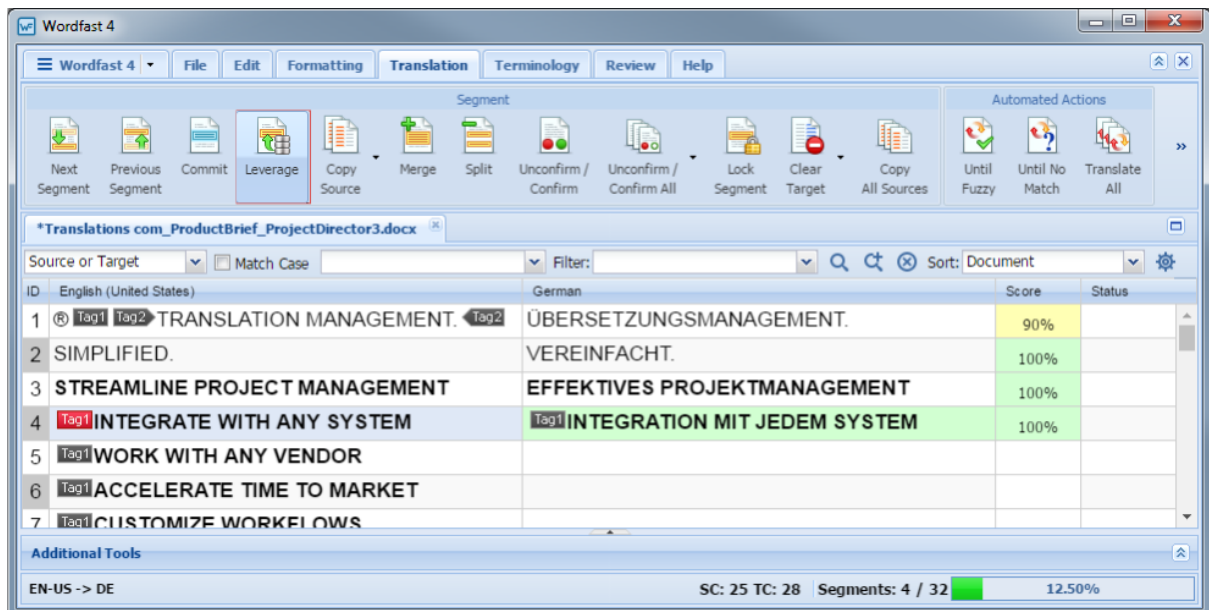 Wordfast 4
Wordfast 4 File Edit Formatting Translation Terminology Review Help
Segment Automated Actions
Next Segment Previous Segment Commit Leverage Copy Source Merge Split Unconfirm / Confirm Unconfirm / Confirm All Lock Segment Clear Target Copy All Sources Until Fuzzy Until No Match Translate All »
*Translations com_ProductBrief_ProjectDirector3.docx
Source or Target Match Case Filter: Sort: Document
ID English (United States) German Score Status
1 ® Tag1 Tag2 TRANSLATION MANAGEMENT. Tag2 ÜBERSETZUNGSMANAGEMENT. 90%
2 SIMPLIFIED. VEREINFACHT. 100%
3 STREAMLINE PROJECT MANAGEMENT EFFEKTIVES PROJEKTMANAGEMENT 100%
4 Tag1 INTEGRATE WITH ANY SYSTEM Tag1 INTEGRATION MIT JEDEM SYSTEM 100%
5 Tag1 WORK WITH ANY VENDOR
6 Tag1 ACCELERATE TIME TO MARKET
7 Tag1 CUSTOMIZE WORKFLOWS
Additional Tools
EN-US -> DE SC: 25 TC: 28 Segments: 4 / 32 12.50%